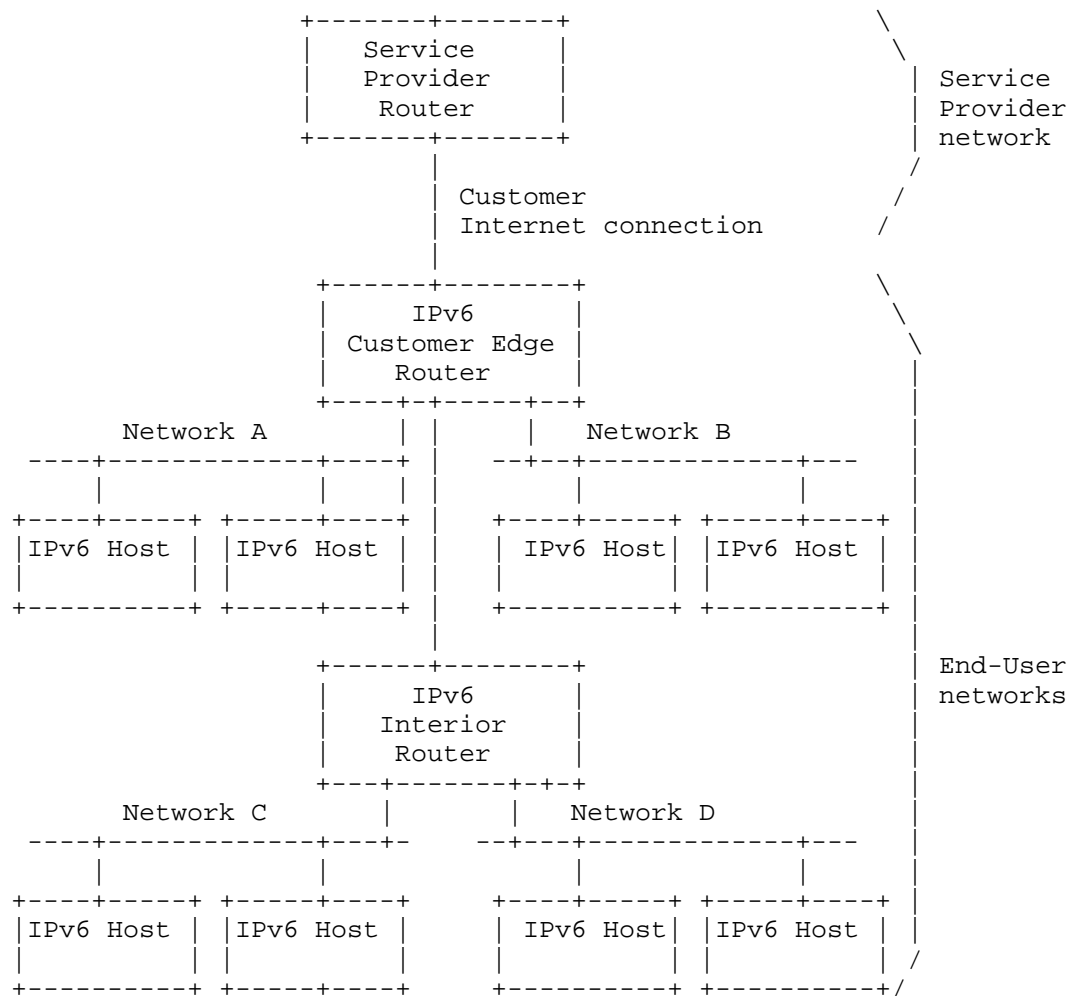 Service
Provider
Router
Service
Provider
network
Customer
Internet connection
IPv6
Customer Edge
Router
Network A
Network B
IPv6 Host
IPv6 Host
IPv6 Host
IPv6 Host
IPv6
Interior
Router
End-User
networks
Network C
Network D
IPv6 Host
IPv6 Host
IPv6 Host
IPv6 Host